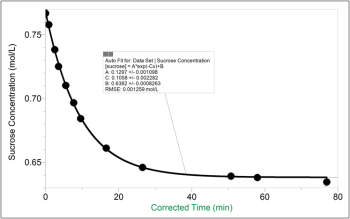 Sucrose Concentration (mol/L)
0.75
0.70
0.65
Auto Fit for: Data Set | Sucrose Concentration
[sucrose] = A*exp(-Cx)+B
A: 0.1297 +/- 0.001098
C: 0.1058 +/- 0.002282
B: 0.6382 +/- 0.0008263
RMSE: 0.001259 mol/L
0
20
40
60
80
Corrected Time (min)